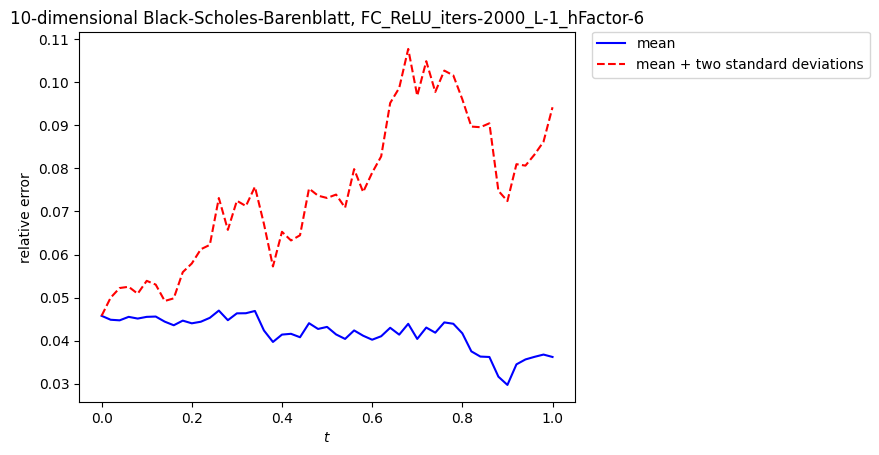 10-dimensional Black-Scholes-Barenblatt, FC_ReLU_iters-2000_L-1_hFactor-6
mean
mean + two standard deviations
0.11
0.10
0.09
0.08
0.07
0.06
0.05
0.04
0.03
relative error
0.0 0.2 0.4 0.6 0.8 1.0
t